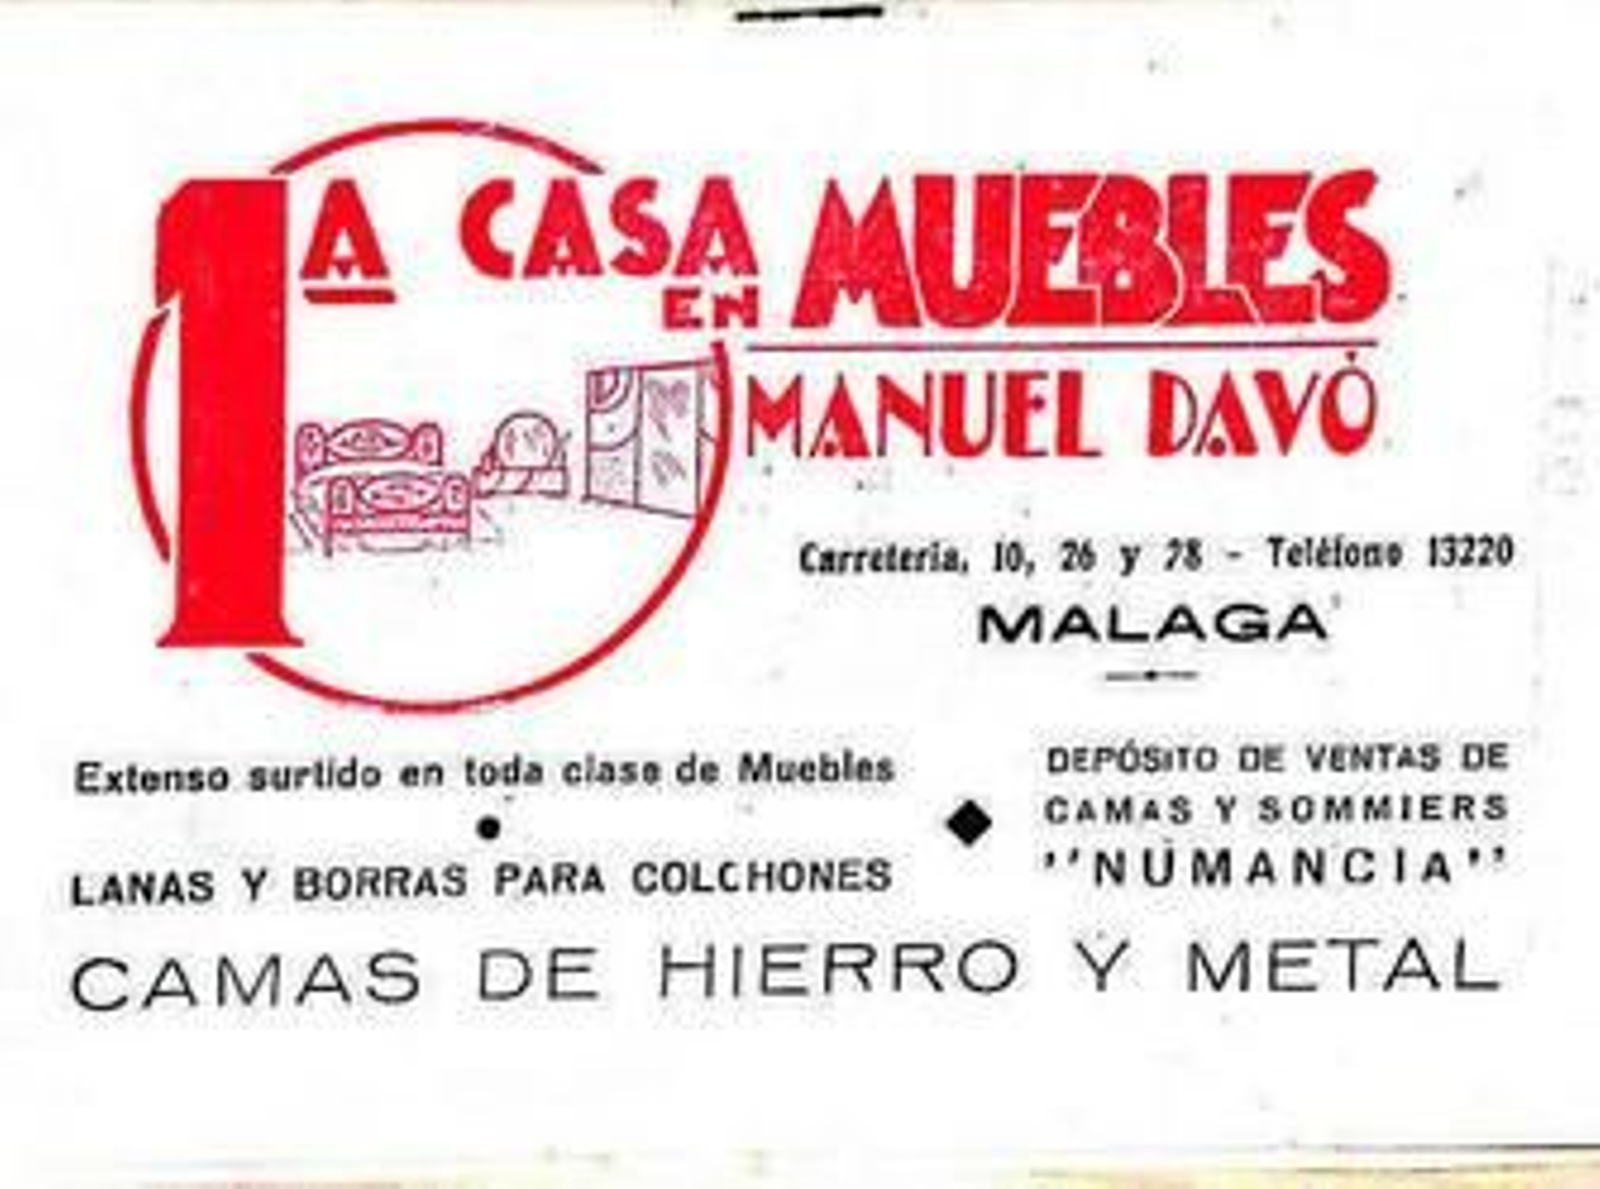 1A CASA
EN MUEBLES
MANUEL DAVÓ
Carreteria, 10, 26 y 28 - Teléfono 13220
MALAGA
Extenso surtido en toda clase de Muebles
LANAS Y BORRAS PARA COLCHONES
DEPÓSITO DE VENTAS DE
CAMAS Y SOMMIERS
"NUMANCIA"
CAMAS DE HIERRO Y METAL